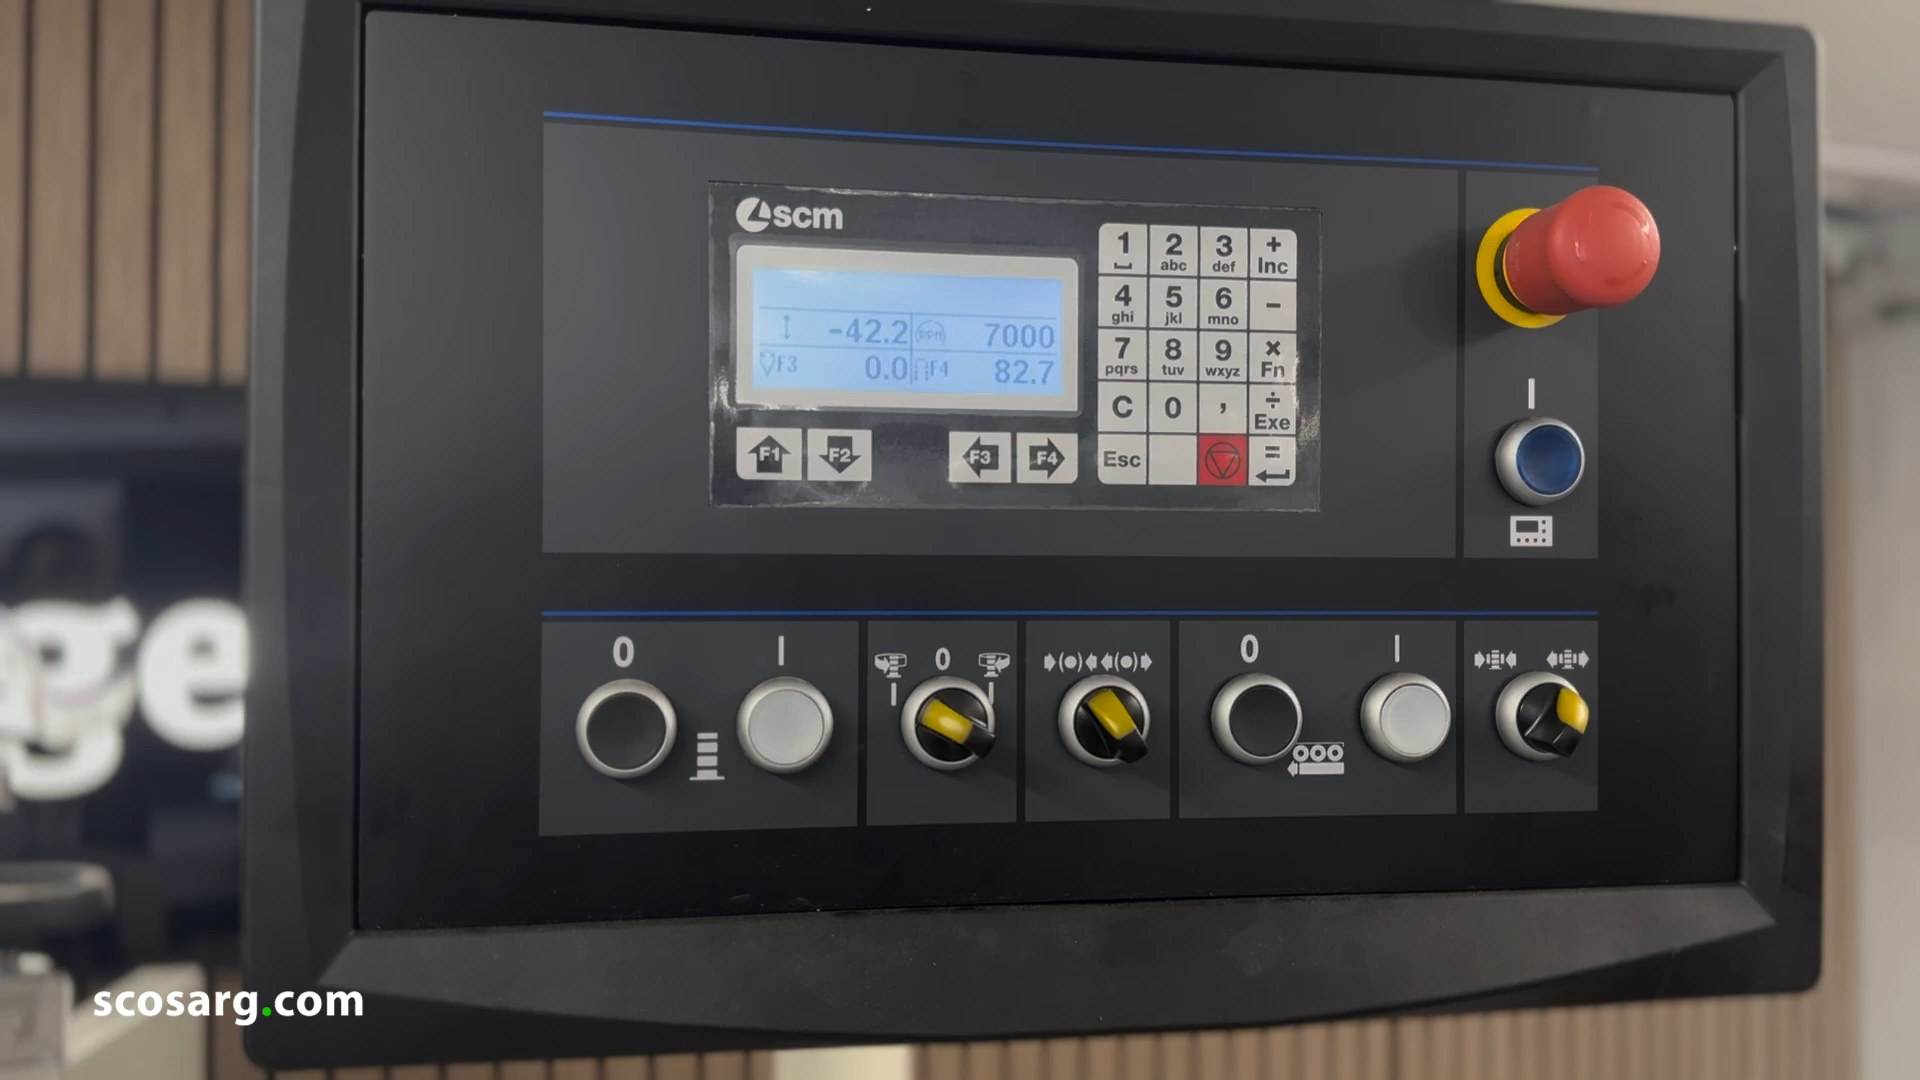 scm
-42.2 RPM 7000
F3 0.0 F4 82.7
F1 F2 F3 F4
1 2 abc 3 def + Inc
4 ghi 5 jkl 6 mno -
7 pqrs 8 tuv 9 wxyz × Fn
C 0 , ÷ Exe
Esc =
I
0 I 0 0 I
ge
scosarg.com